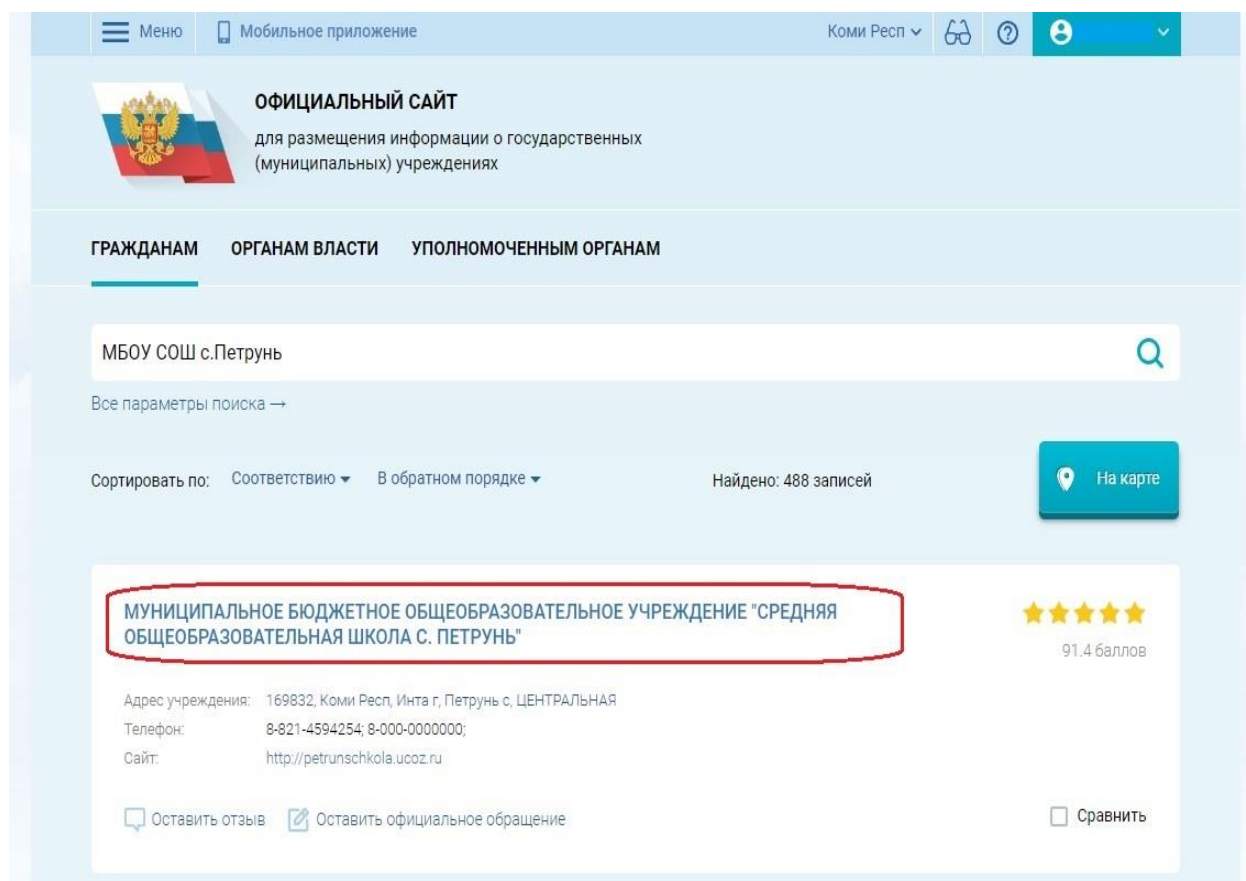 Меню Мобильное приложение Коми Респ
ОФИЦИАЛЬНЫЙ САЙТ
для размещения информации о государственных
(муниципальных) учреждениях
ГРАЖДАНАМ ОРГАНАМ ВЛАСТИ УПОЛНОМОЧЕННЫМ ОРГАНАМ
МБОУ СОШ с.Петрунь
Все параметры поиска →
Сортировать по: Соответствию В обратном порядке Найдено: 488 записей На карте
МУНИЦИПАЛЬНОЕ БЮДЖЕТНОЕ ОБЩЕОБРАЗОВАТЕЛЬНОЕ УЧРЕЖДЕНИЕ "СРЕДНЯЯ
ОБЩЕОБРАЗОВАТЕЛЬНАЯ ШКОЛА С. ПЕТРУНЬ"
91.4 баллов
Адрес учреждения: 169832, Коми Респ, Инта г, Петрунь с, ЦЕНТРАЛЬНАЯ
Телефон: 8-821-4594254; 8-000-0000000;
Сайт: http://petrunschkola.ucoz.ru
Оставить отзыв Оставить официальное обращение Сравнить